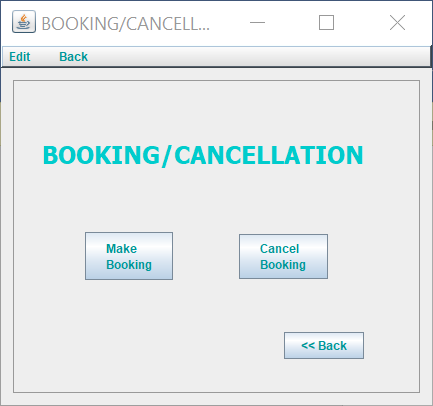 BOOKING/CANCELL...
Edit Back
BOOKING/CANCELLATION
Make
Booking
Cancel
Booking
<< Back